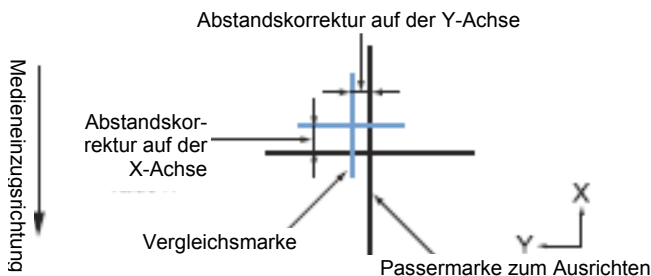 Abstandskorrektur auf der Y-Achse
Medieneinzugsrichtung
Abstandskor-
rektur auf der
X-Achse
Vergleichsmarke
Passermarke zum Ausrichten
X
Y